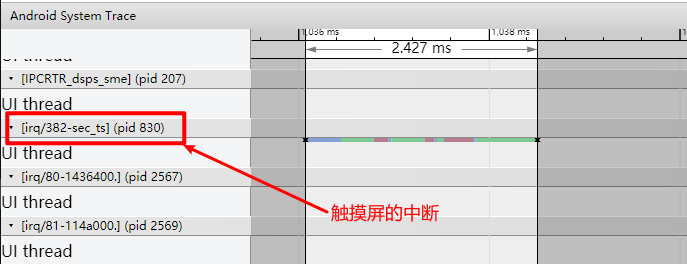 Android System Trace
1,036 ms
1,038 ms
2.427 ms
UI thread
[IPCRTR_dsps_sme] (pid 207)
UI thread
[irq/382-sec_ts] (pid 830)
UI thread
[irq/80-1436400.] (pid 2567)
触摸屏的中断
UI thread
[irq/81-114a000.] (pid 2569)
UI thread